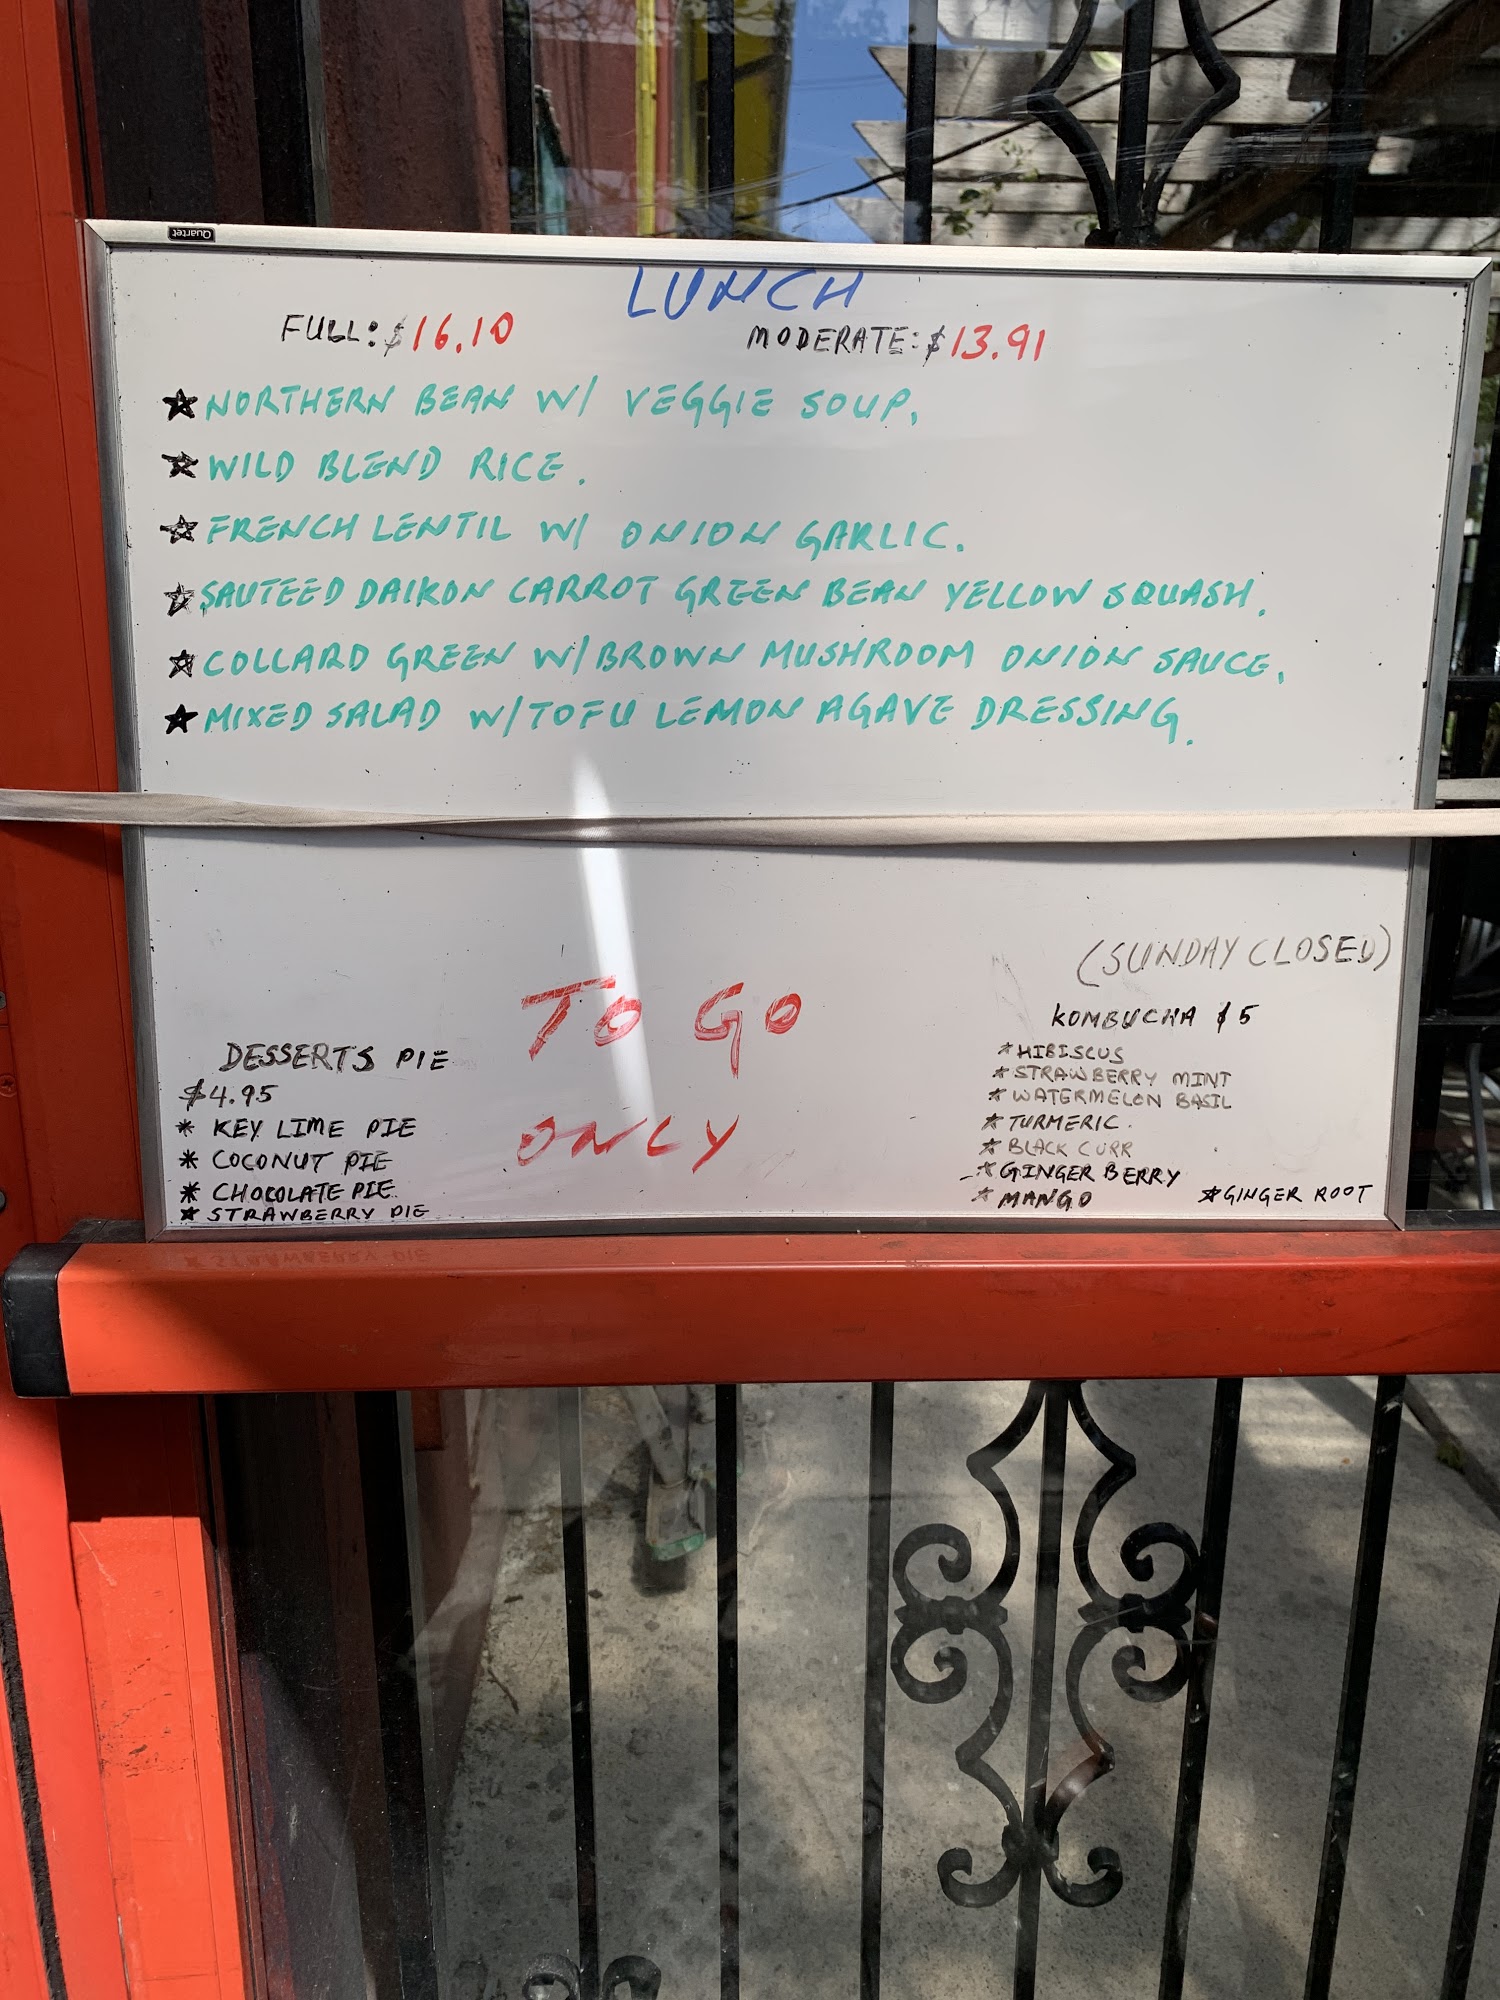 Quartet
LUNCH
FULL: $16.10
MODERATE: $13.91
NORTHERN BEAN W/ VEGGIE SOUP.
WILD BLEND RICE.
FRENCH LENTIL W/ ONION GARLIC.
SAUTEED DAIKON CARROT GREEN BEAN YELLOW SQUASH.
COLLARD GREEN W/BROWN MUSHROOM ONION SAUCE.
MIXED SALAD W/TOFU LEMON AGAVE DRESSING.
TO GO
ONLY
DESSERTS PIE
$4.95
* KEY LIME PIE
* COCONUT PIE
* CHOCOLATE PIE
* STRAWBERRY PIE
(SUNDAY CLOSED)
KOMBUCHA $5
* HIBISCUS
* STRAWBERRY MINT
* WATERMELON BASIL
* TURMERIC.
* BLACK CURR
* GINGER BERRY
* MANGO
* GINGER ROOT